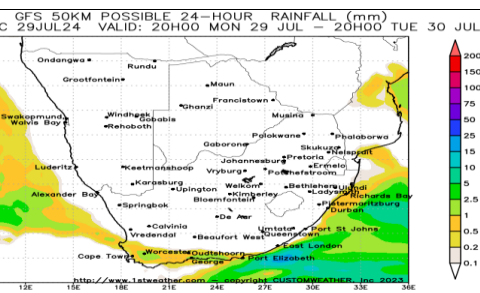 GFS 50KM POSSIBLE 24-HOUR RAINFALL (mm)
C 29JUL24 VALID: 20H00 MON 29 JUL – 20H00 TUE 30 JUL
Ondangwa
Rundu
Grootfontein
Maun
Francistown
Ghanzi
Musina
Swakopmund
Windhoek
Gobabis
Walvis Bay
Rehoboth
Polokwane
Phalaborwa
Gaborone
Skukuza
Nelspruit
Johannesburg
Pretoria
Luderitz
Keetmanshoop
Vryburg
Potchefstroom
Ermelo
Karasburg
Welkom
Bethlehem
Ulundi
Alexander Bay
Upington
Kimberley
Ladysmith
Richards Bay
Bloemfontein
Springbok
Pietermaritzburg
Durban
De Aar
Calvinia
Umtata
Port St Johns
Vredendal
Beaufort West
Queenstown
East London
Cape Town
Worcester
Oudtshoorn
George
Port Elizabeth
http://www.1stweather.com – copyright CUSTOMWEATHER, Inc 2023
12E 15E 18E 21E 24E 27E 30E 33E 36E
200
150
100
75
50
25
15
10
5
2.5
1
0.5
0.2
0.1